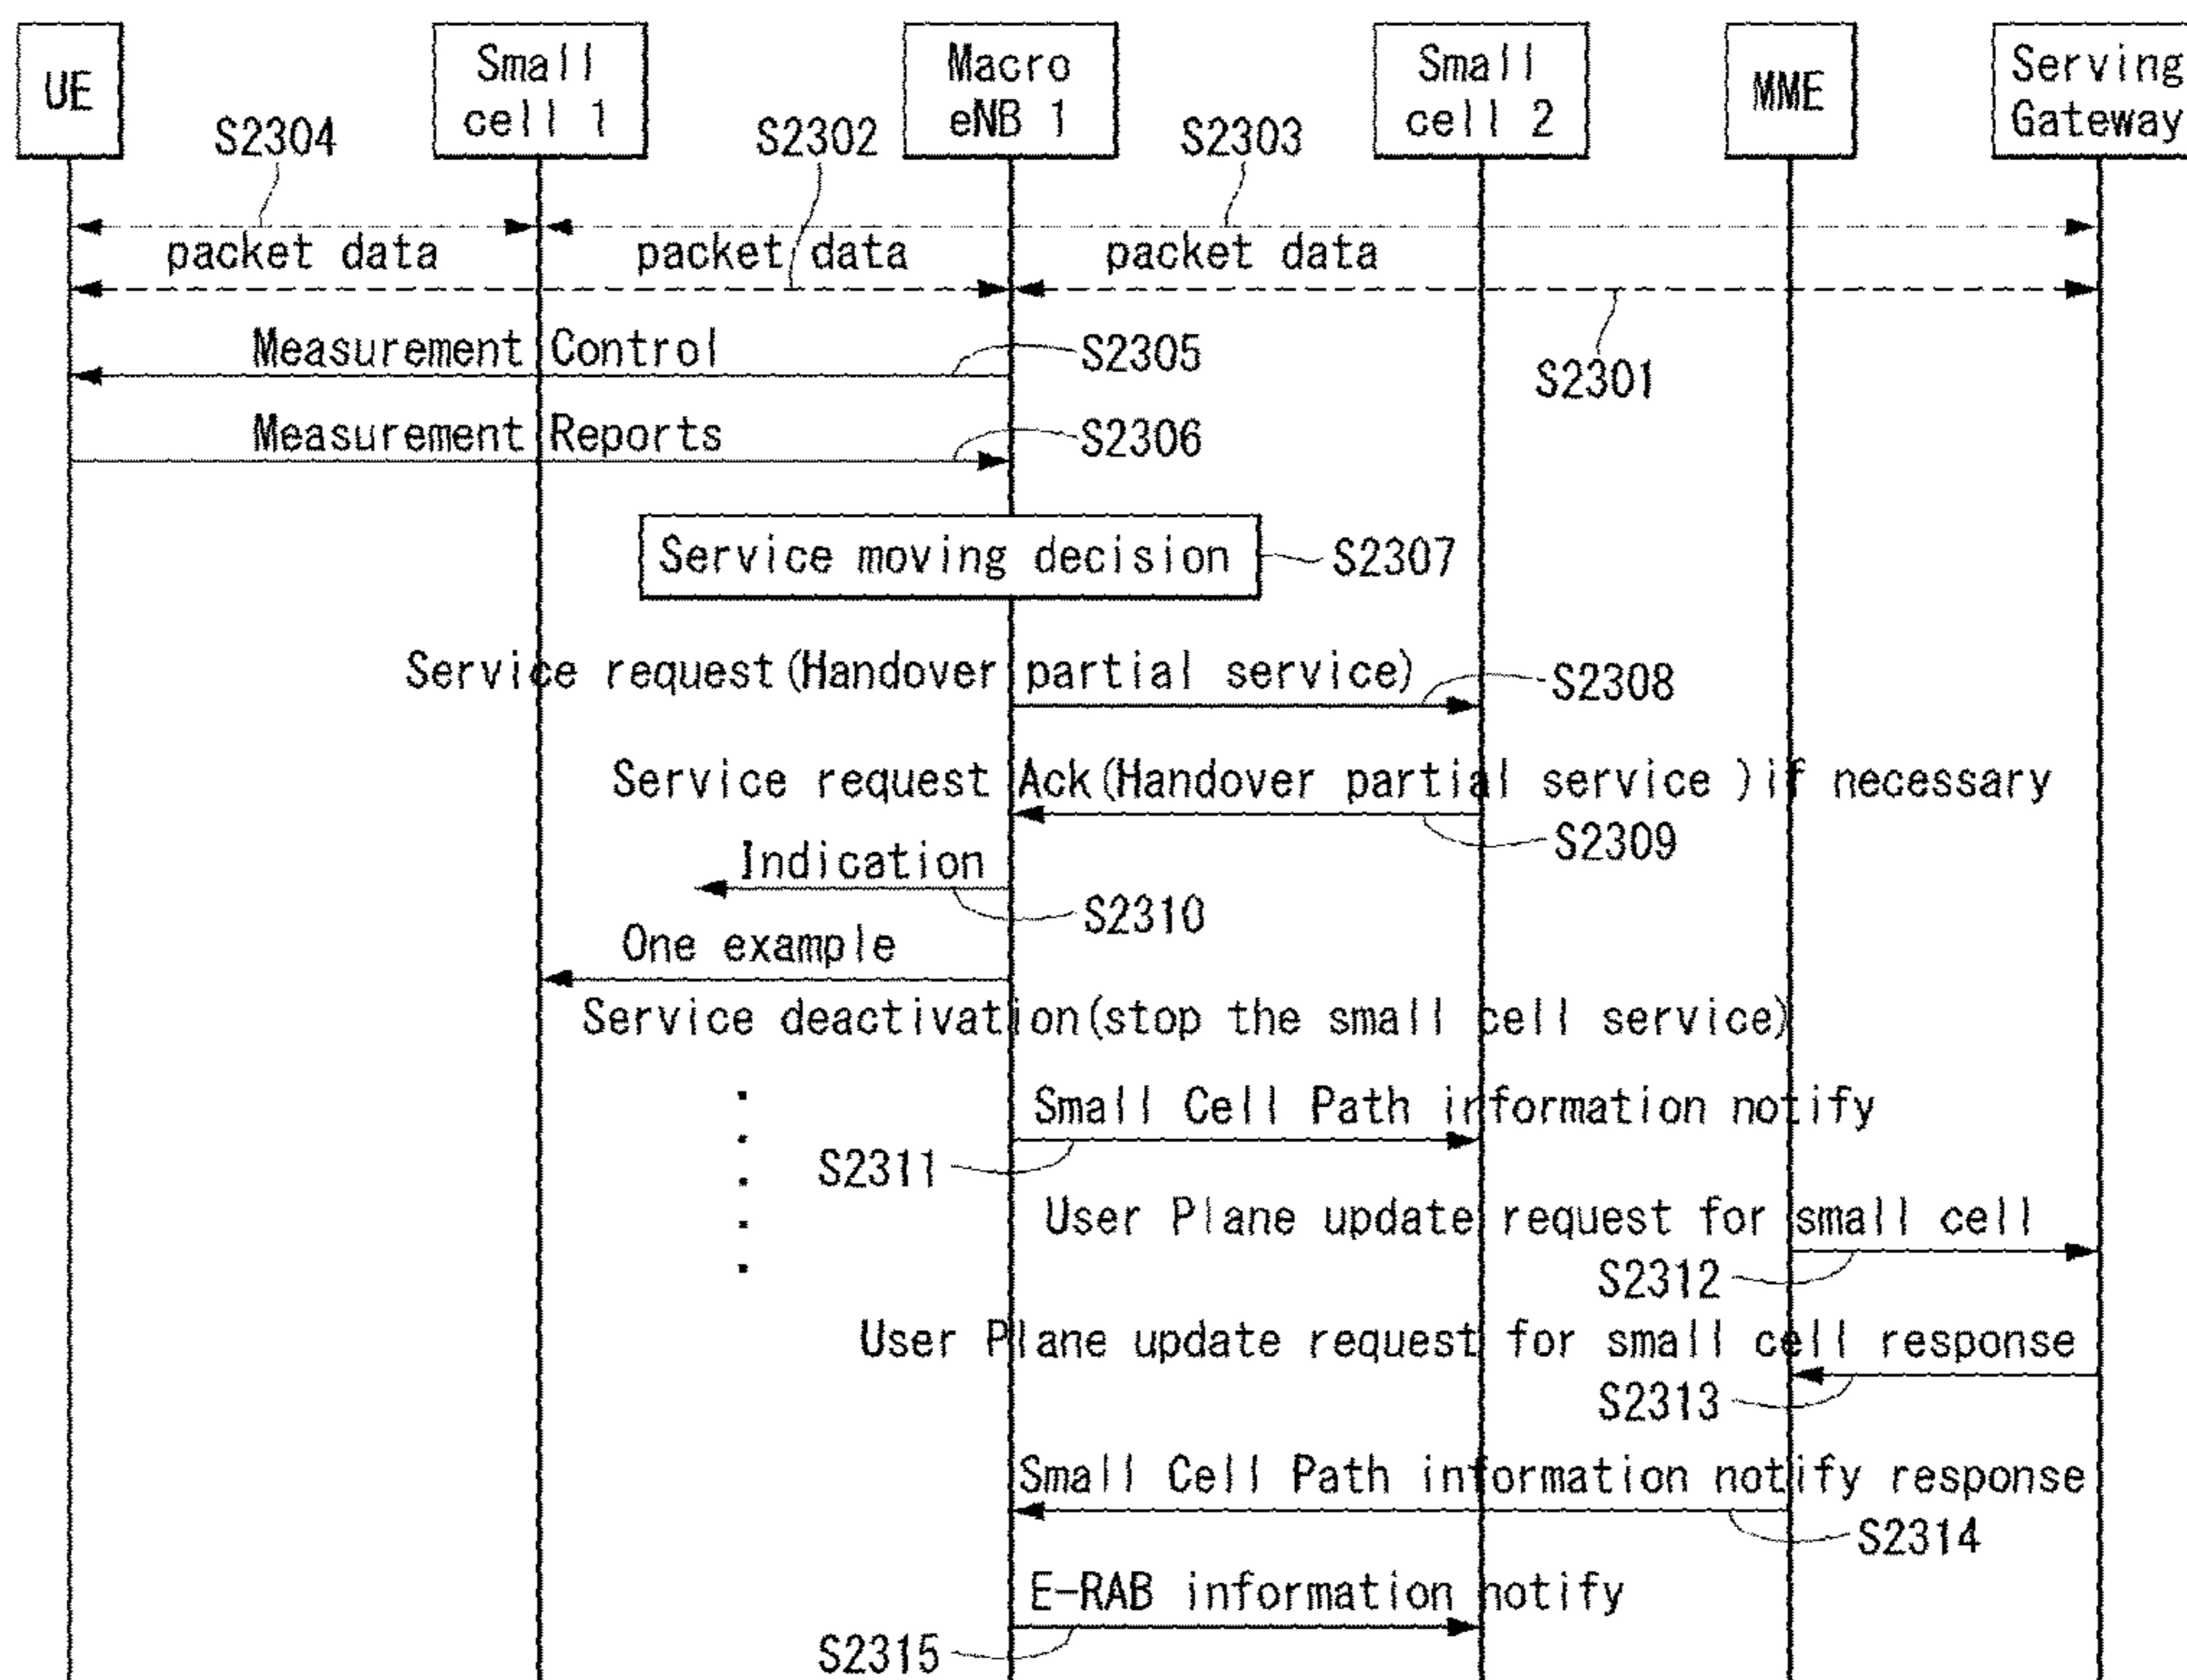 UE
Small
cell 1
Macro
eNB 1
Small
cell 2
MME
Serving
Gateway
S2304
S2302
S2303
packet data
packet data
packet data
S2301
Measurement Control
S2305
Measurement Reports
S2306
Service moving decision
S2307
Service request(Handover partial service)
S2308
Service request Ack(Handover partial service )if necessary
S2309
Indication
S2310
One example
Service deactivation(stop the small cell service)
Small Cell Path information notify
S2311
User Plane update request for small cell
S2312
User Plane update request for small cell response
S2313
Small Cell Path information notify response
S2314
E-RAB information notify
S2315